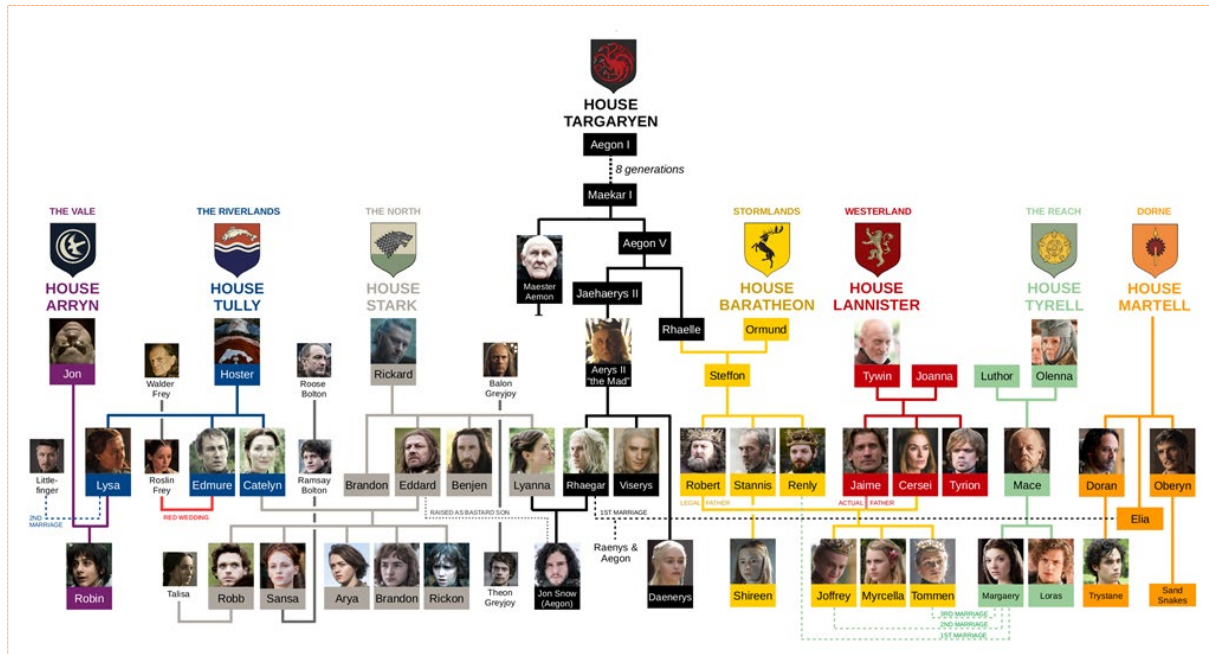 HOUSE
TARGARYEN
Aegon I
8 generations
Maekar I
THE VALE
THE RIVERLANDS
THE NORTH
STORMLANDS
WESTERLAND
THE REACH
DORNE
Maester
Aemon
Aegon V
HOUSE
ARRYN
HOUSE
TULLY
HOUSE
STARK
Jaehaerys II
HOUSE
BARATHEON
HOUSE
LANNISTER
HOUSE
TYRELL
HOUSE
MARTELL
Rhaelle
Ormund
Jon
Walder
Frey
Hoster
Roose
Bolton
Rickard
Balon
Greyjoy
Aerys II
"the Mad"
Steffon
Tywin
Joanna
Luthor
Olenna
Little-
finger
Lysa
Roslin
Frey
Edmure
Catelyn
Ramsay
Bolton
Brandon
Eddard
Benjen
Lyanna
Rhaegar
Viserys
Robert
Stannis
Renly
Jaime
Cersei
Tyrion
Mace
Doran
Oberyn
LEGAL FATHER
ACTUAL FATHER
2ND
MARRIAGE
RED WEDDING
RAISED AS BASTARD SON
1ST MARRIAGE
Elia
Raenys &
Aegon
Robin
Talisa
Robb
Sansa
Arya
Brandon
Rickon
Theon
Greyjoy
Jon Snow
(Aegon)
Daenerys
Shireen
Joffrey
Myrcella
Tommen
Margaery
Loras
Trystane
Sand
Snakes
3RD MARRIAGE
2ND MARRIAGE
1ST MARRIAGE